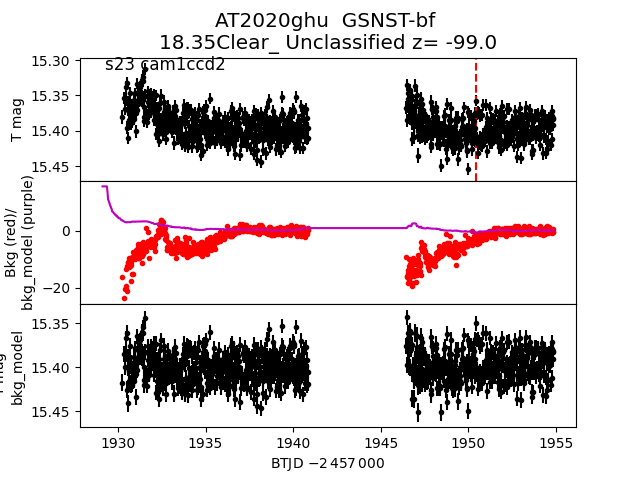 AT2020ghu GSNST-bf
18.35Clear_ Unclassified z= -99.0
s23 cam1ccd2
15.30
15.35
15.40
15.45
T mag
0
−20
Bkg (red)/
bkg_model (purple)
15.35
15.40
15.45
mag
bkg_model
1930
1935
1940
1945
1950
1955
BTJD −2 457 000